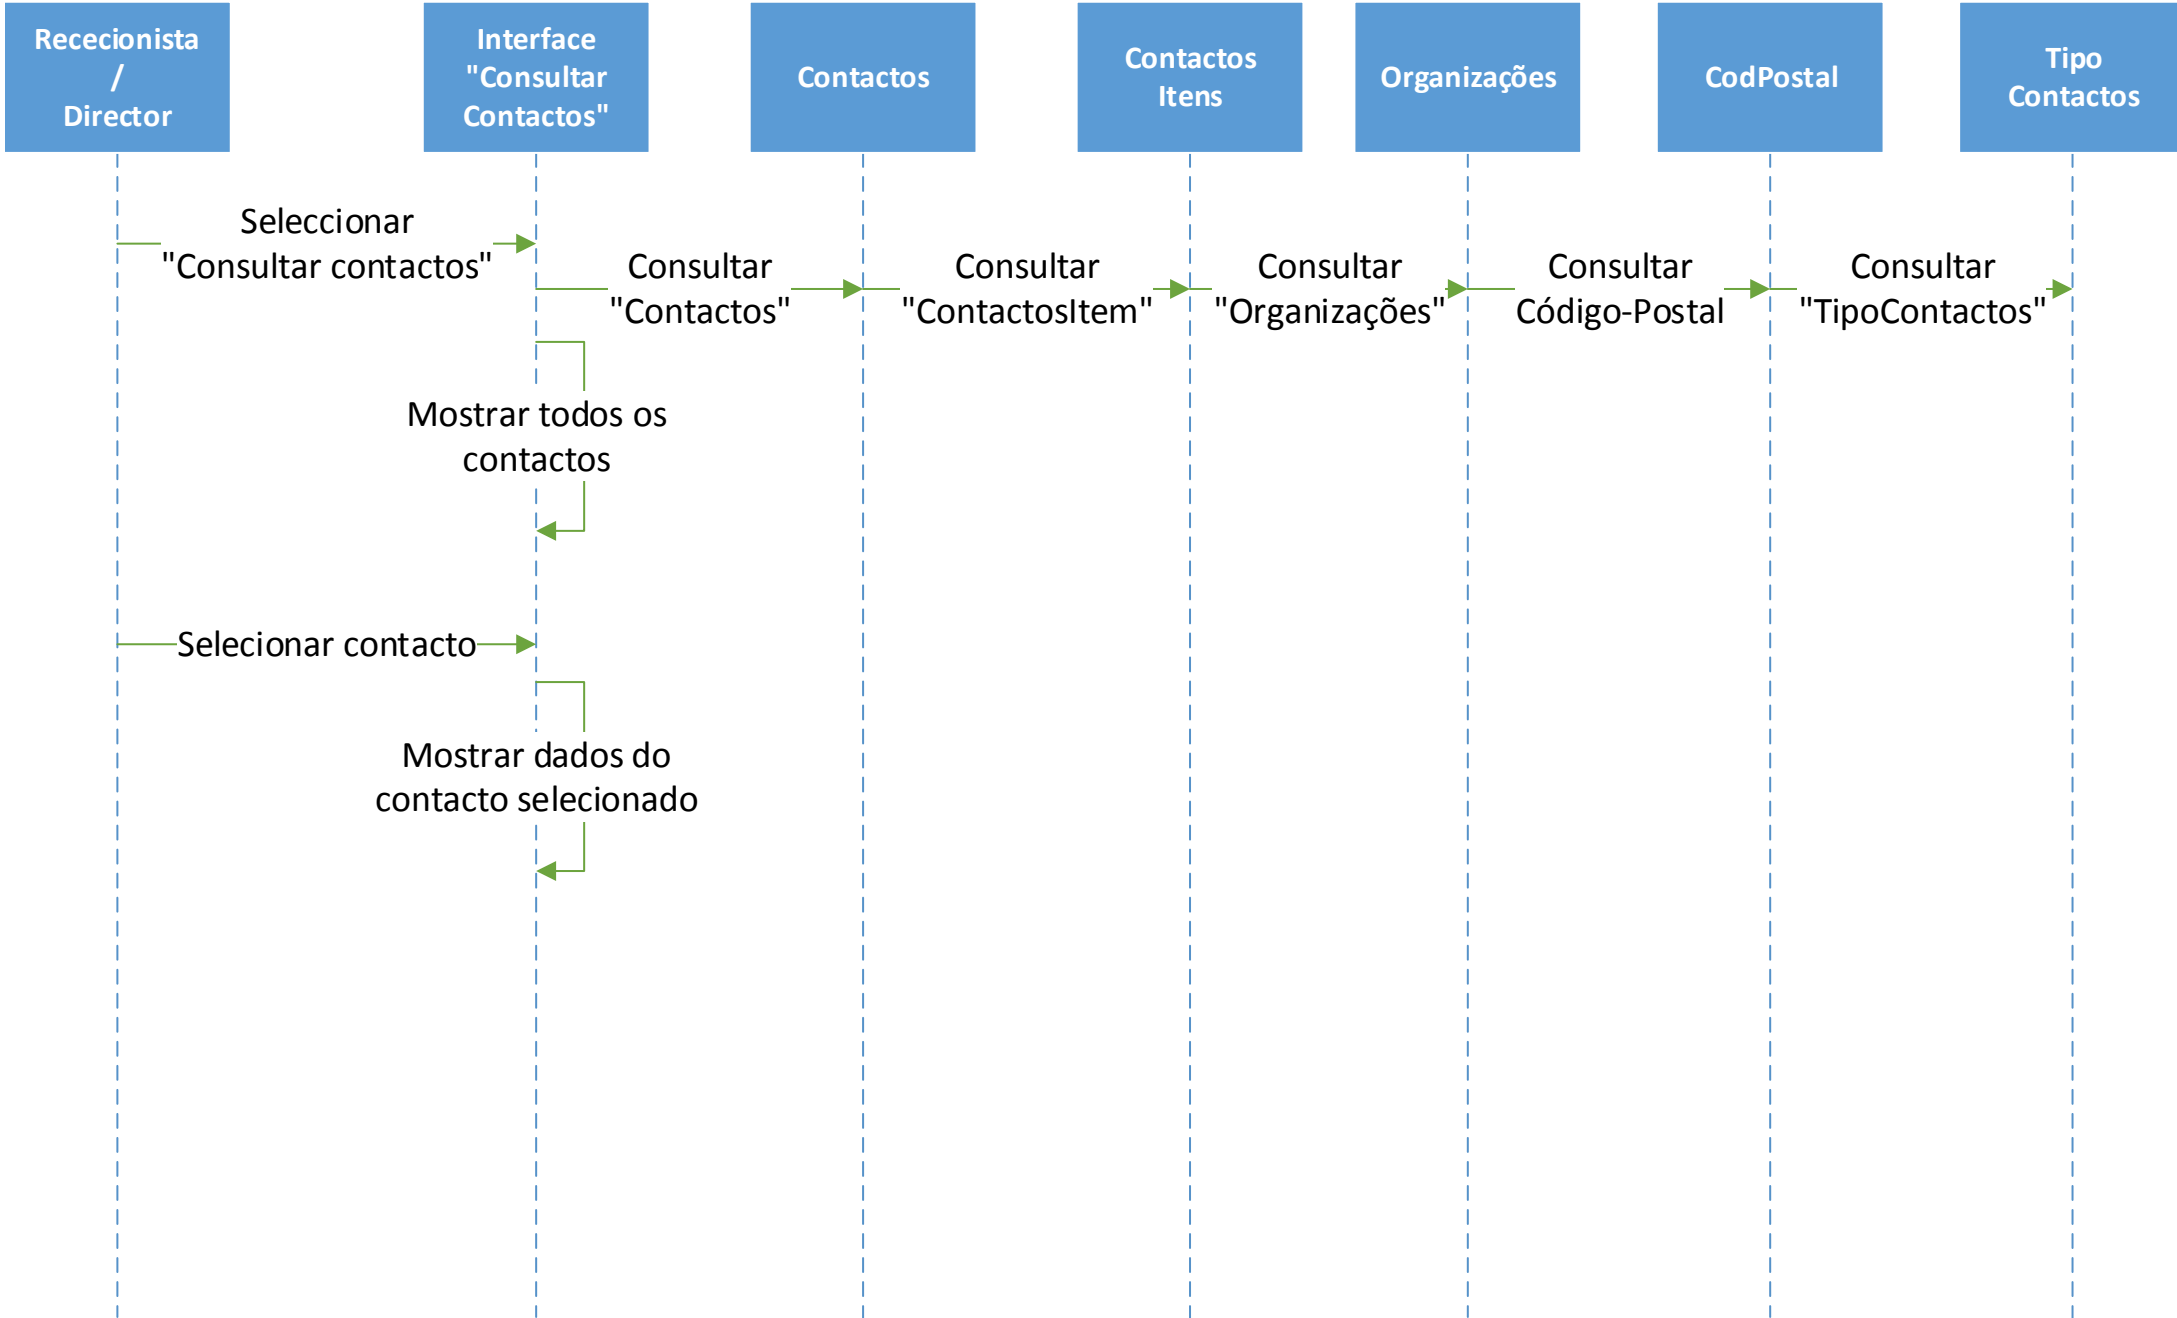 Rececionista
/
Director
Interface
"Consultar
Contactos"
Contactos
Contactos
Itens
Organizações
CodPostal
Tipo
Contactos
Seleccionar
"Consultar contactos"
Consultar
"Contactos"
Consultar
"ContactosItem"
Consultar
"Organizações"
Consultar
Código-Postal
Consultar
"TipoContactos"
Mostrar todos os
contactos
Selecionar contacto
Mostrar dados do
contacto selecionado